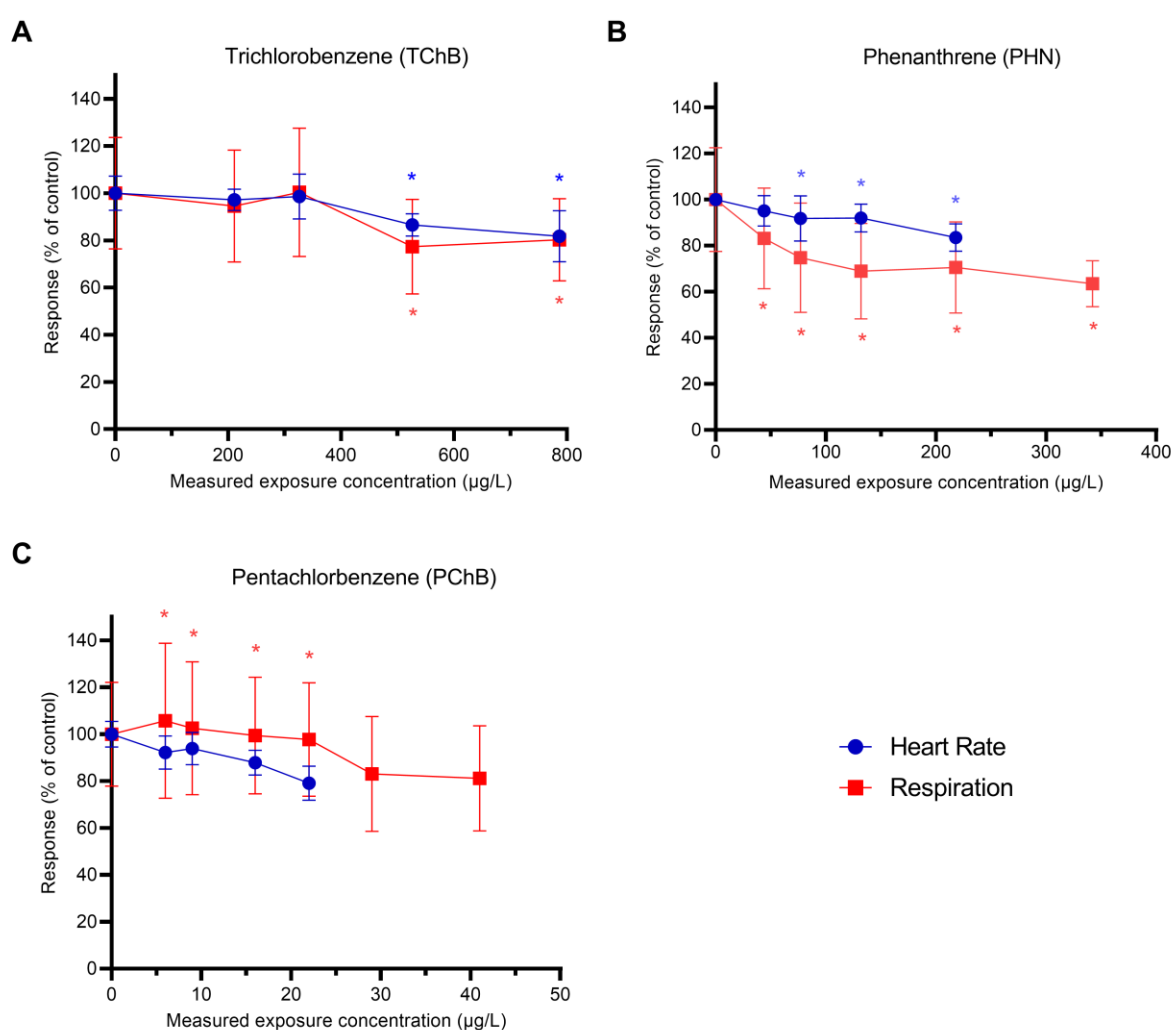 A
Trichlorobenzene (TChB)
Response (% of control)
140
120
100
80
60
40
20
0
* *
* *
0 200 400 600 800
Measured exposure concentration (µg/L)
B
Phenanthrene (PHN)
Response (% of control)
140
120
100
80
60
40
20
0
* * *
* * * * *
0 100 200 300 400
Measured exposure concentration (µg/L)
C
Pentachlorbenzene (PChB)
Response (% of control)
140
120
100
80
60
40
20
0
* * * *
0 10 20 30 40 50
Measured exposure concentration (µg/L)
Heart Rate
Respiration